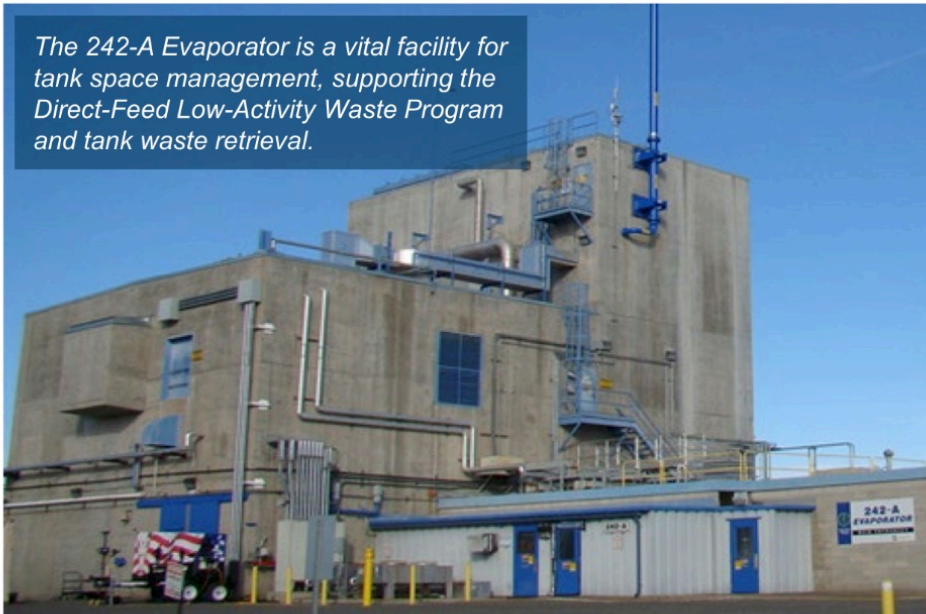 The 242-A Evaporator is a vital facility for
tank space management, supporting the
Direct-Feed Low-Activity Waste Program
and tank waste retrieval.
242-A
242-A
EVAPORATOR